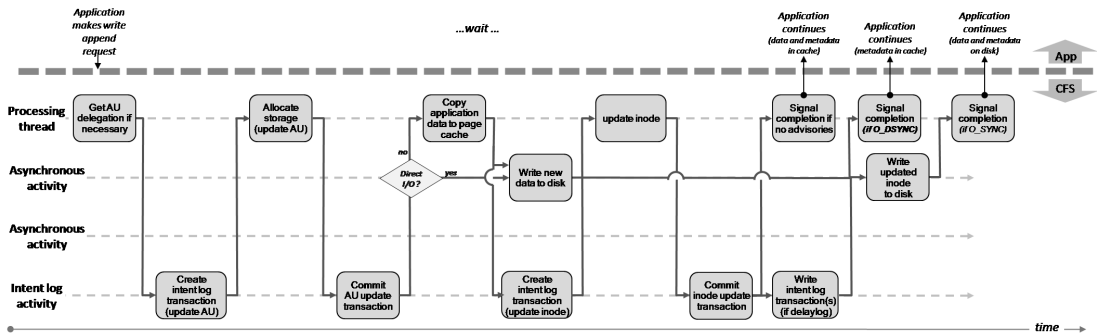 Application
makes write
append
request
...wait ...
Application
continues
(data and metadata
in cache)
Application
continues
(metadata in cache)
Application
continues
(data and metadata
on disk)
App
CFS
Processing
thread
Get AU
delegation if
necessary
Allocate
storage
(update AU)
Copy
application
data to page
cache
update inode
Signal
completion if
no advisories
Signal
completion
(if O_DSYNC)
Signal
completion
(if O_SYNC)
no
Asynchronous
activity
Direct
I/O?
yes
Write new
data to disk
Write
updated
inode
to disk
Asynchronous
activity
Intent log
activity
Create
intent log
transaction
(update AU)
Commit
AU update
transaction
Create
intent log
transaction
(update inode)
Commit
inode update
transaction
Write
intent log
transaction(s)
(if delaylog)
time